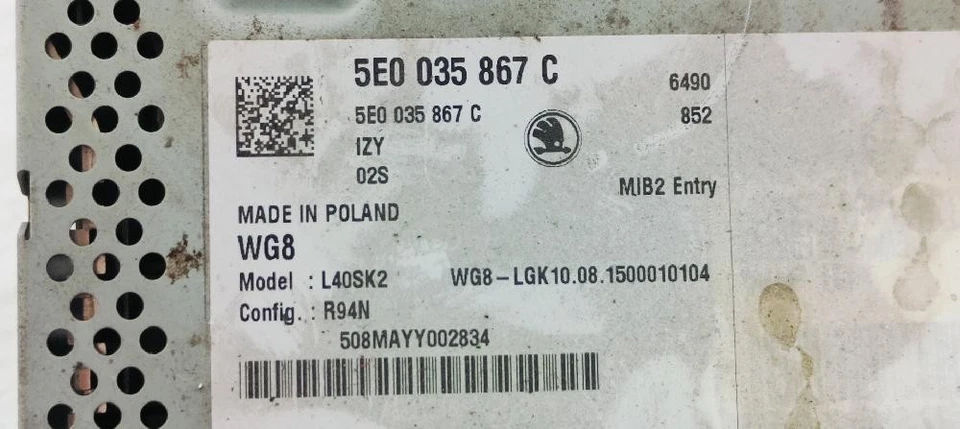 5E0 035 867 C
6490
5E0 035 867 C
852
IZY
02S
MIB2 Entry
MADE IN POLAND
WG8
Model : L40SK2 WG8-LGK10.08.1500010104
Config. : R94N
508MAYY002834